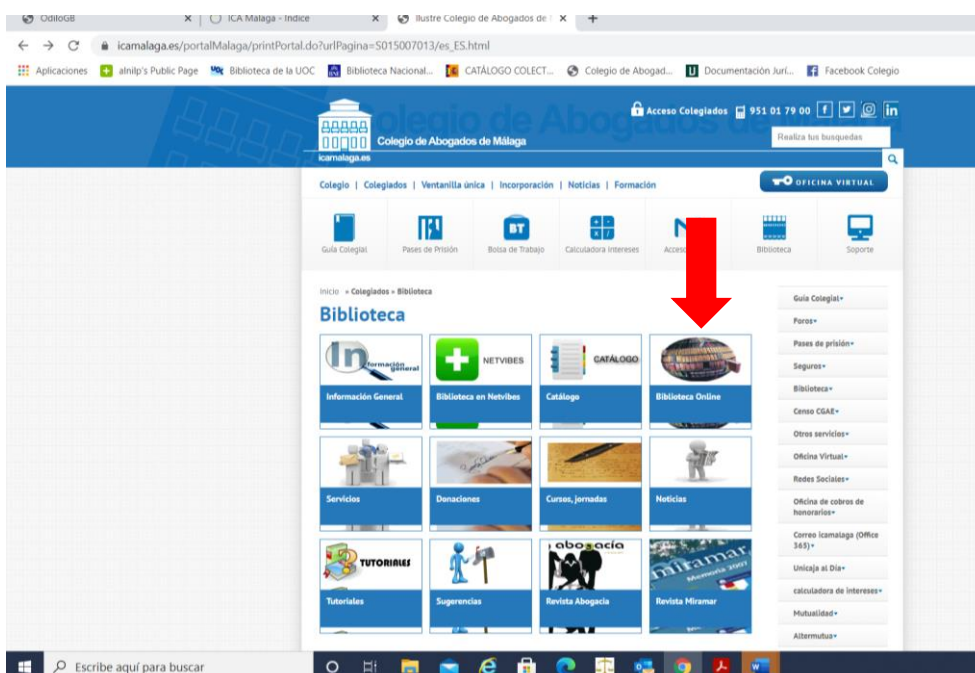 OdiloGB
ICA Malaga - Indice
Ilustre Colegio de Abogados de
icamalaga.es/portalMalaga/printPortal.do?urlPagina=S015007013/es_ES.html
Aplicaciones
alnilp's Public Page
Biblioteca de la UOC
Biblioteca Nacional...
CATÁLOGO COLECT...
Colegio de Abogad...
Documentación Jurí...
Facebook Colegio
Acceso Colegiados
951 01 79 00
Colegio de Abogados de Málaga
Realiza tus busquedas
icamalaga.es
Colegio | Colegiados | Ventanilla única | Incorporación | Noticias | Formación
OFICINA VIRTUAL
BT
Guía Colegial
Pases de Prisión
Bolsa de Trabajo
Calculadora Intereses
Biblioteca
Soporte
Inicio » Colegiados » Biblioteca
Biblioteca
Información general
NETVIBES
CATÁLOGO
Información General
Biblioteca en Netvibes
Catálogo
Biblioteca Online
Servicios
Donaciones
Cursos, jornadas
Noticias
TUTORIALES
abogacía
miramar
Memoria 2007
Tutoriales
Sugerencias
Revista Abogacía
Revista Miramar
Guía Colegial
Foros
Pases de prisión
Seguros
Biblioteca
Censo CGAE
Otros servicios
Oficina Virtual
Redes Sociales
Oficina de cobros de
honorarios
Correo icamalaga (Office
365)
Unicaja al Día
calculadora de intereses
Mutualidad
Altermutua
Escribe aquí para buscar